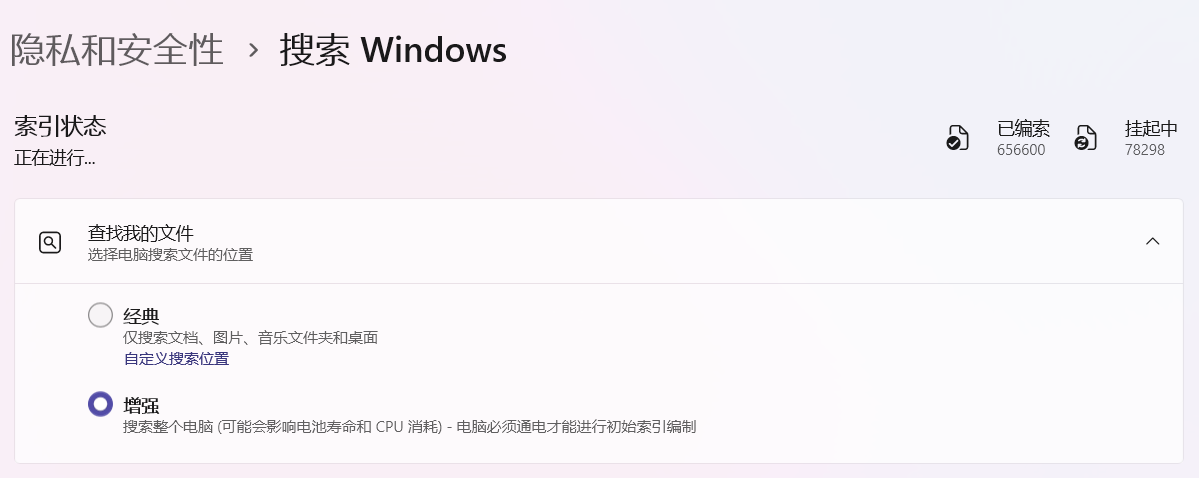 隐私和安全性 › 搜索 Windows
索引状态
正在进行...
已编索
656600
挂起中
78298
查找我的文件
选择电脑搜索文件的位置
经典
仅搜索文档、图片、音乐文件夹和桌面
自定义搜索位置
增强
搜索整个电脑 (可能会影响电池寿命和 CPU 消耗) - 电脑必须通电才能进行初始索引编制